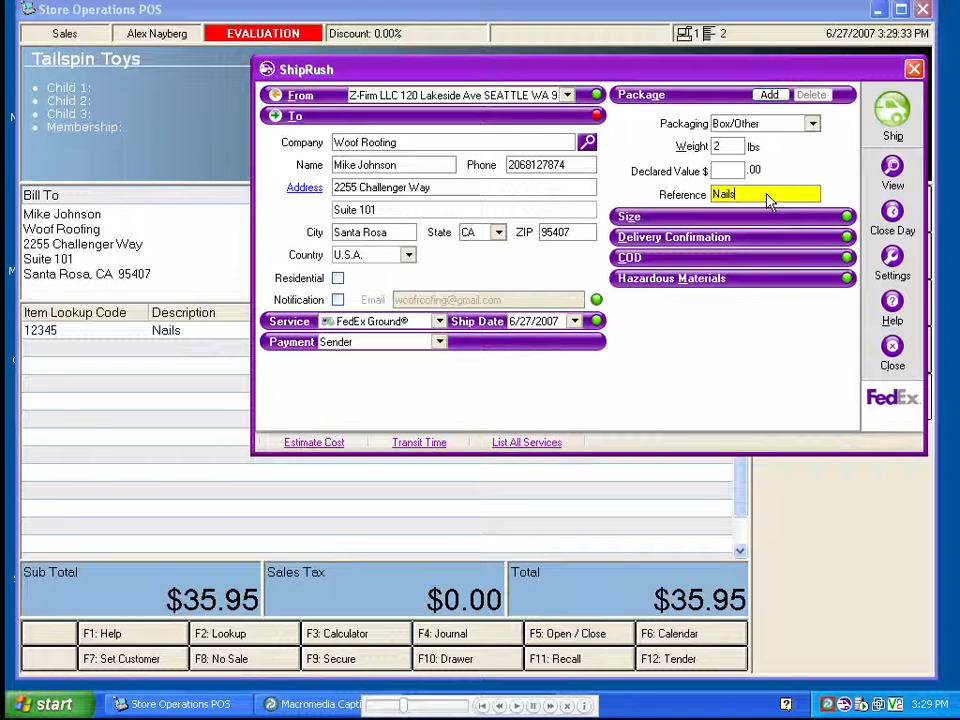 Store Operations POS
Sales
Alex Nayberg
EVALUATION
Discount: 0.00%
1
2
6/27/2007 3:29:33 PM
Tailspin Toys
Child 1:
Child 2:
Child 3:
Membership:
Bill To
Mike Johnson
Woof Roofing
2255 Challenger Way
Suite 101
Santa Rosa, CA 95407
Item Lookup Code
Description
12345
Nails
ShipRush
From
Z-Firm LLC 120 Lakeside Ave SEATTLE WA 9
To
Company
Woof Roofing
Name
Mike Johnson
Phone
2068127874
Address
2255 Challenger Way
Suite 101
City
Santa Rosa
State
CA
ZIP
95407
Country
U.S.A.
Residential
Notification
Email
woofroofing@gmail.com
Service
FedEx Ground®
Ship Date
6/27/2007
Payment
Sender
Estimate Cost
Transit Time
List All Services
Package
Add
Delete
Packaging
Box/Other
Weight
2
lbs
Declared Value $
.00
Reference
Nails
Size
Delivery Confirmation
COD
Hazardous Materials
Ship
View
Close Day
Settings
Help
Close
FedEx
Sub Total
$35.95
Sales Tax
$0.00
Total
$35.95
F1: Help
F2: Lookup
F3: Calculator
F4: Journal
F5: Open / Close
F6: Calendar
F7: Set Customer
F8: No Sale
F9: Secure
F10: Drawer
F11: Recall
F12: Tender
start
Store Operations POS
Macromedia Capti
3:29 PM